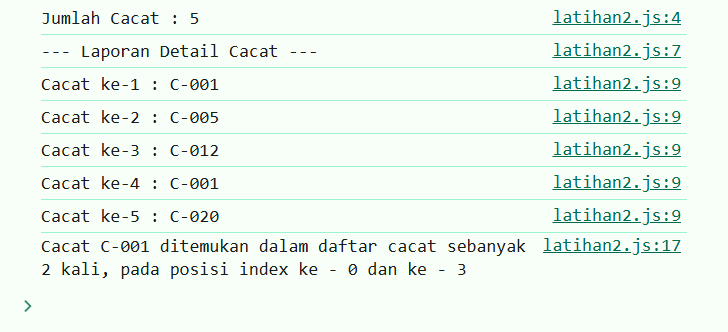 Jumlah Cacat : 5 latihan2.js:4
--- Laporan Detail Cacat --- latihan2.js:7
Cacat ke-1 : C-001 latihan2.js:9
Cacat ke-2 : C-005 latihan2.js:9
Cacat ke-3 : C-012 latihan2.js:9
Cacat ke-4 : C-001 latihan2.js:9
Cacat ke-5 : C-020 latihan2.js:9
Cacat C-001 ditemukan dalam daftar cacat sebanyak latihan2.js:17
2 kali, pada posisi index ke - 0 dan ke - 3
>